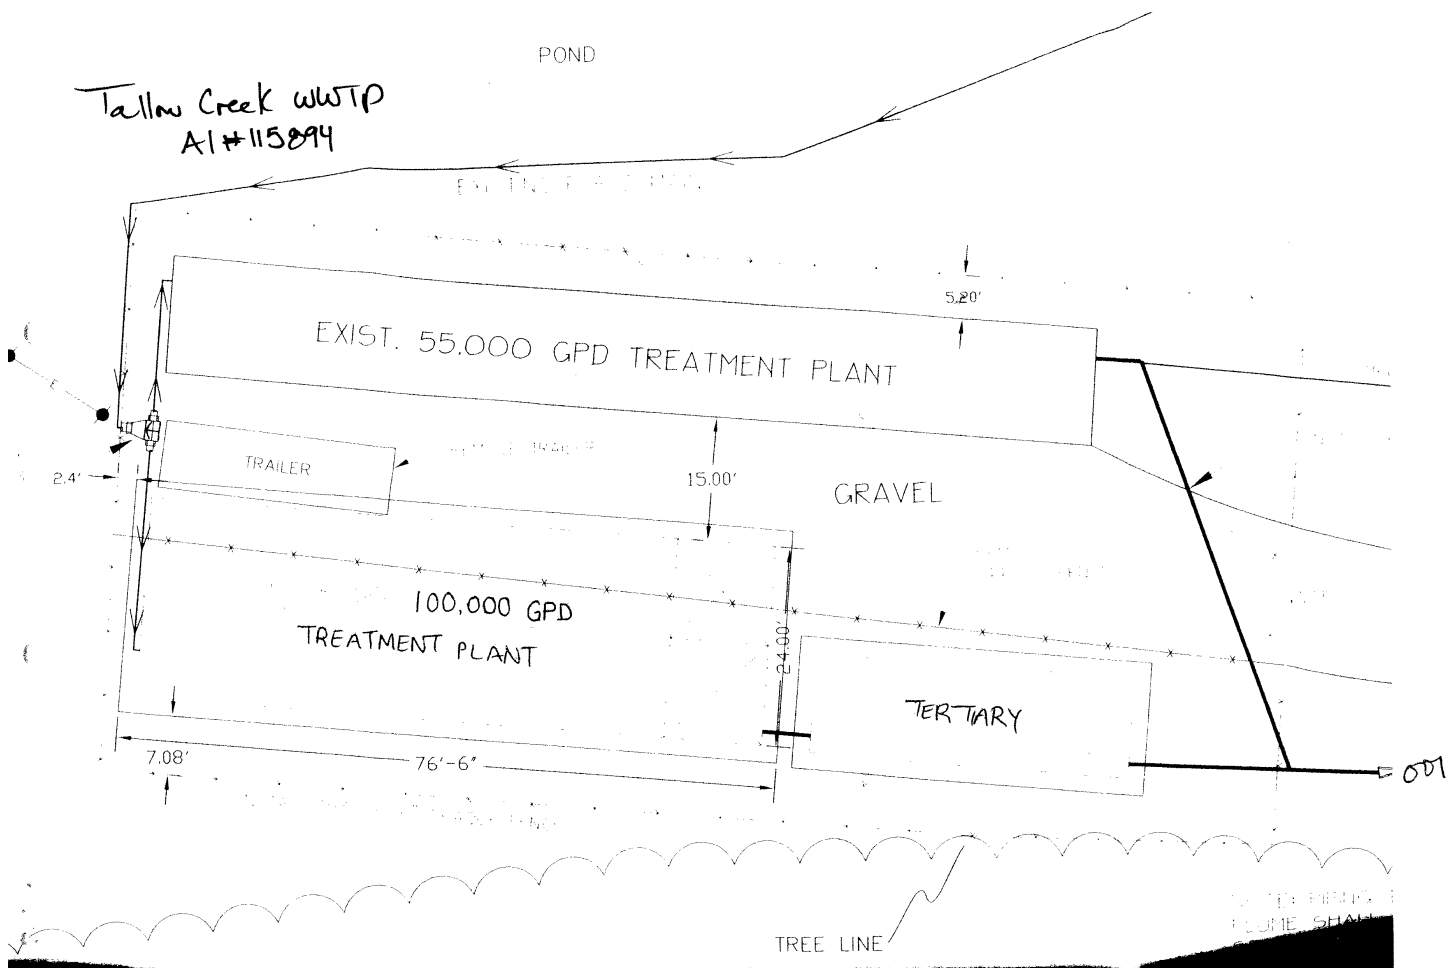 POND
Tallow Creek WWTP
AI #115894
5.20'
EXIST. 55,000 GPD TREATMENT PLANT
TRAILER
2.4'
15.00'
GRAVEL
100,000 GPD
TREATMENT PLANT
24.00'
TERTIARY
7.08'
76'-6"
001
TREE LINE